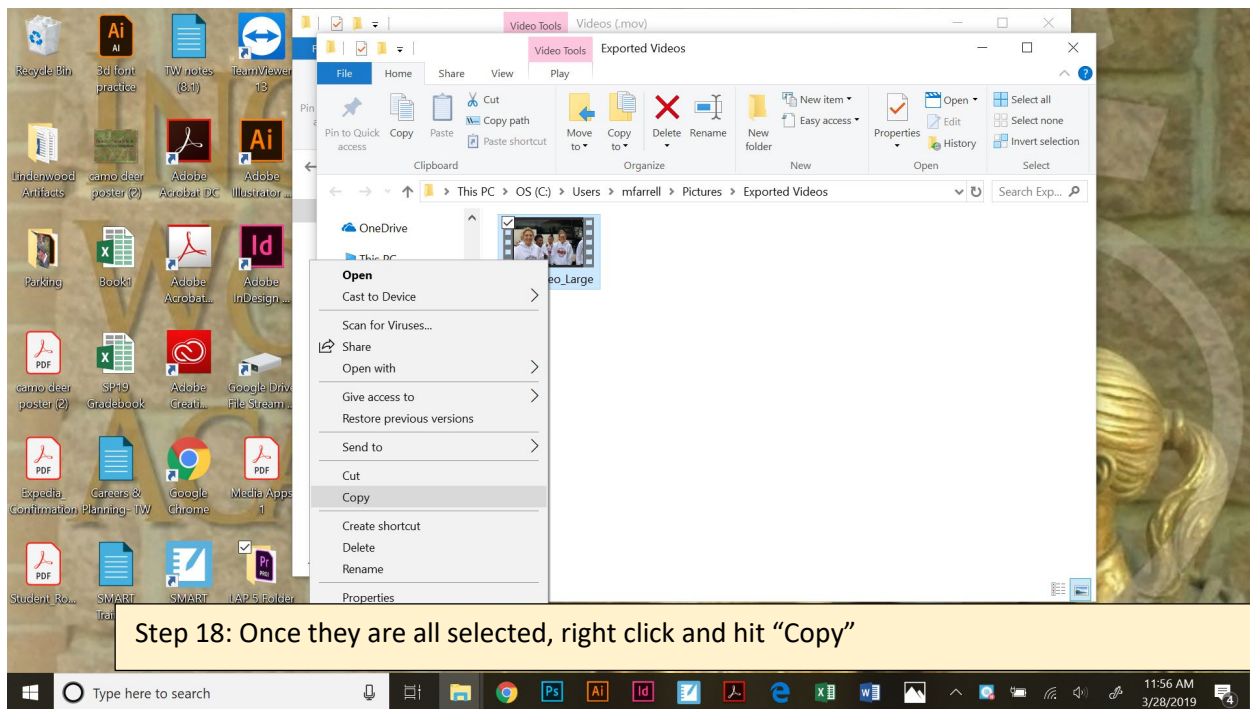 Video Tools Videos (.mov)
Video Tools Exported Videos
File Home Share View Play
Pin to Quick access
Copy
Paste
Cut
Copy path
Paste shortcut
Move to
Copy to
Delete
Rename
New folder
New item
Easy access
Properties
Open
Edit
History
Select all
Select none
Invert selection
Clipboard Organize New Open Select
This PC > OS (C:) > Users > mfarrell > Pictures > Exported Videos
Search Exp...
OneDrive
This PC
eo_Large
Open
Cast to Device
Scan for Viruses...
Share
Open with
Give access to
Restore previous versions
Send to
Cut
Copy
Create shortcut
Delete
Rename
Properties
Recycle Bin
3d font
practice
TW notes
(8.1)
TeamViewer
13
Lindenwood
Artifacts
camo deer
poster (2)
Adobe
Acrobat DC
Adobe
Illustrator ...
Parking
Book1
Adobe
Acrobat...
Adobe
InDesign ...
camo deer
poster (2)
SP19
Gradebook
Adobe
Creati...
Google Drive
File Stream ...
Expedia_
Confirmation
Careers &
Planning- TW
Google
Chrome
Media Apps
1
Student_Ro...
SMART
SMART
LAP 5 Folder
Step 18: Once they are all selected, right click and hit “Copy”
Type here to search
11:56 AM
3/28/2019